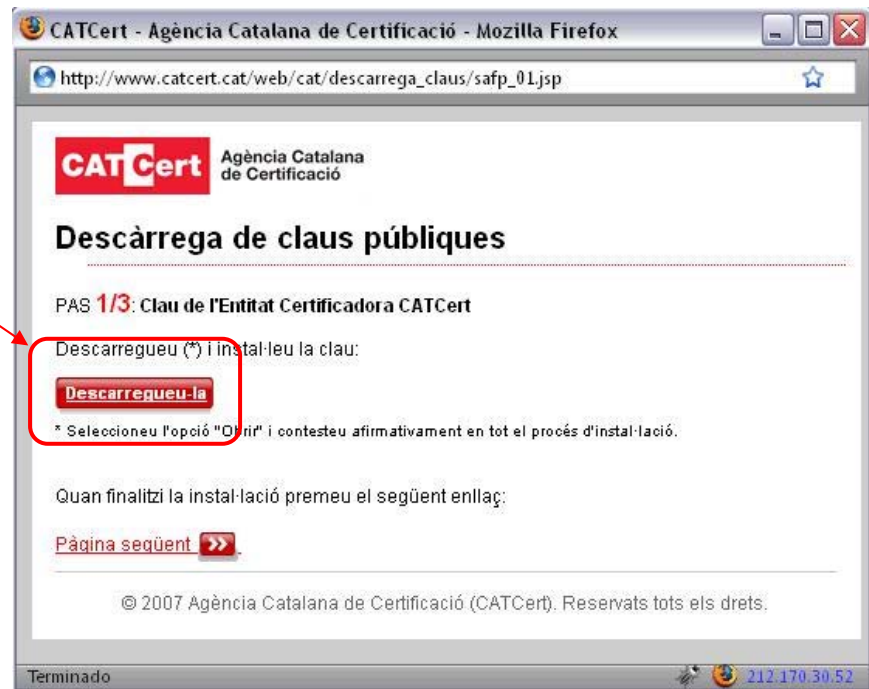 CATCert - Agència Catalana de Certificació - Mozilla Firefox
http://www.catcert.cat/web/cat/descarrega_claus/safp_01.jsp
CATCert Agència Catalana
de Certificació
Descàrrega de claus públiques
PAS 1/3: Clau de l'Entitat Certificadora CATCert
Descarregueu (*) i instal·leu la clau:
Descarregueu-la
* Seleccioneu l'opció "Obrir" i contesteu afirmativament en tot el procés d'instal·lació.
Quan finalitzi la instal·lació premeu el següent enllaç:
Pàgina següent
© 2007 Agència Catalana de Certificació (CATCert). Reservats tots els drets.
Terminado 212.170.30.52